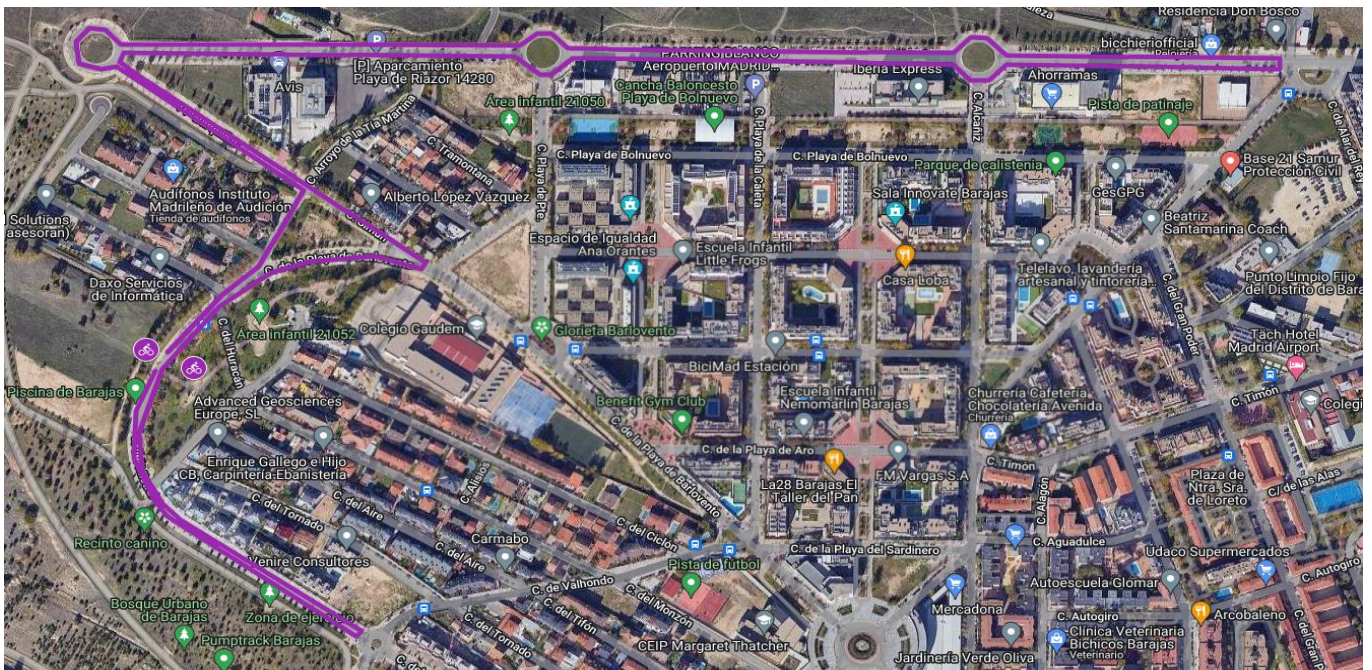 Residencia Don Bosco
bicchieriofficial
Relojería
[P] Aparcamiento
Playa de Riazor 14280
PARKING BLANCO
Aeropuerto MADRID...
Iberia Express
Ahorramas
Avis
Área Infantil 21050
Cancha Baloncesto
Playa de Bolnuevo
Pista de patinaje
C. Alcañiz
C. de Alar del Rey
C. Arroyo de la Tía Martina
C. Tramontana
C. Playa de Bolnuevo
C. Playa de la Caleta
C. Playa de Bolnuevo
Parque de calistenia
Base 21 Samur
Protección Civil
Audífonos Instituto
Madrileño de Audición
Tienda de audífonos
Alberto López Vázquez
Sala Innovate Barajas
GesGPG
Solutions
asesoran)
Beatriz
Santamarina Coach
Espacio de Igualdad
Ana Orantes
Escuela Infantil
Little Frogs
C. de la Playa de Barlovento
Daxo Servicios
de Informática
Casa Loba
Telelavo, lavandería
artesanal y tintorería...
Punto Limpio Fijo
del Distrito de Bara
Área Infantil 21052
C. del Huracán
Colegio Gaudem
Glorieta Barlovento
C. del Gran Poder
Täch Hotel
Madrid Airport
BiciMad Estación
Piscina de Barajas
Advanced Geosciences
Europe, SL
Benefit Gym Club
Escuela Infantil
Nemomarlin Barajas
Churrería Cafetería
Chocolatería Avenida
Churrería
C. Timón
Colegi
C. de la Playa de Barlovento
C. de la Playa de Aro
Enrique Gallego e Hijo
CB, Carpintería-Ebanistería
C. Alisios
La28 Barajas El
Taller del Pan
FM Vargas S.A
C. Timón
Plaza de
Ntra. Sra.
de Loreto
C/ de las Alas
C. Alagón
C. del Tornado
C. del Aire
C. del Ciclón
Recinto canino
Venire Consultores
Carmabo
C. del Aire
C. de la Playa del Sardinero
C. Aguadulce
Udaco Supermercados
C. Autogiro
C. de Valhondo
Pista de futbol
Autoescuela Glomar
Bosque Urbano
de Barajas
Zona de ejercicio
C. del Tornado
C. del Tifón
C. del Monzón
Mercadona
C. Autogiro
Arcobaleno
Pumptrack Barajas
CEIP Margaret Thatcher
Jardinería Verde Oliva
Clínica Veterinaria
Bichicos Barajas
Veterinario